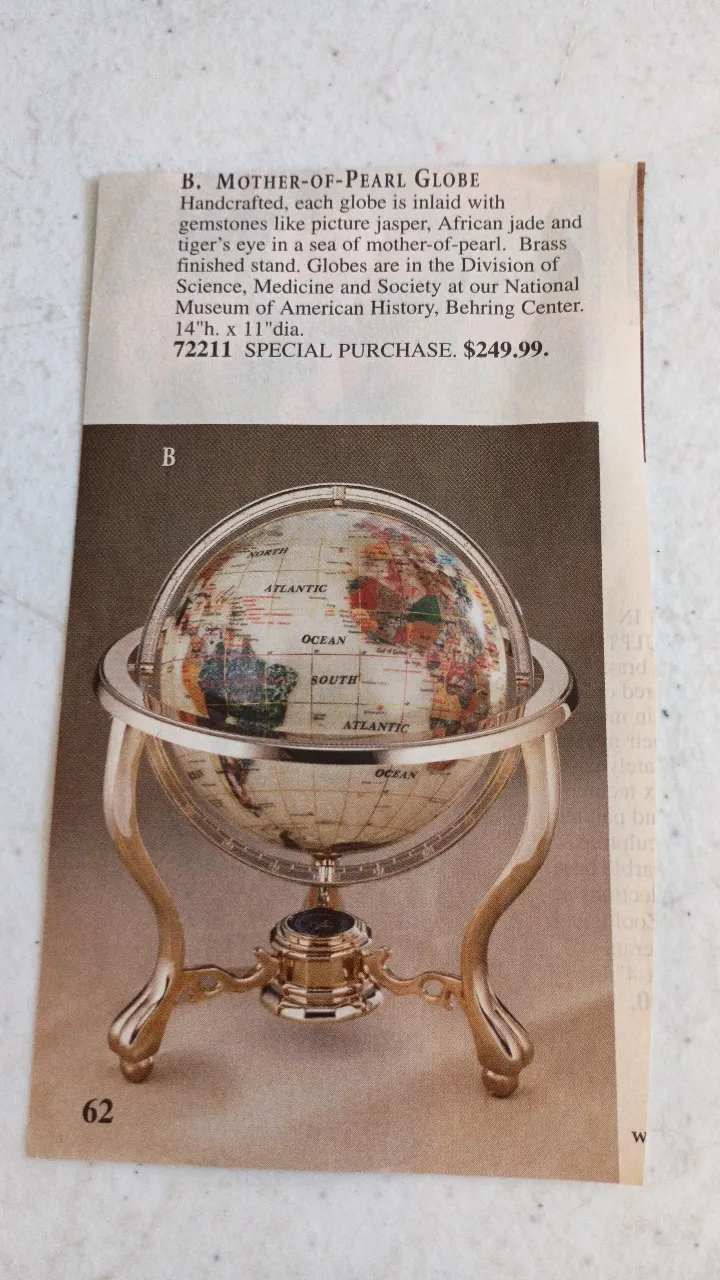 B. MOTHER-OF-PEARL GLOBE
Handcrafted, each globe is inlaid with
gemstones like picture jasper, African jade and
tiger's eye in a sea of mother-of-pearl. Brass
finished stand. Globes are in the Division of
Science, Medicine and Society at our National
Museum of American History, Behring Center.
14"h. x 11"dia.
72211 SPECIAL PURCHASE. $249.99.
B
NORTH
ATLANTIC
OCEAN
SOUTH
ATLANTIC
OCEAN
62
W